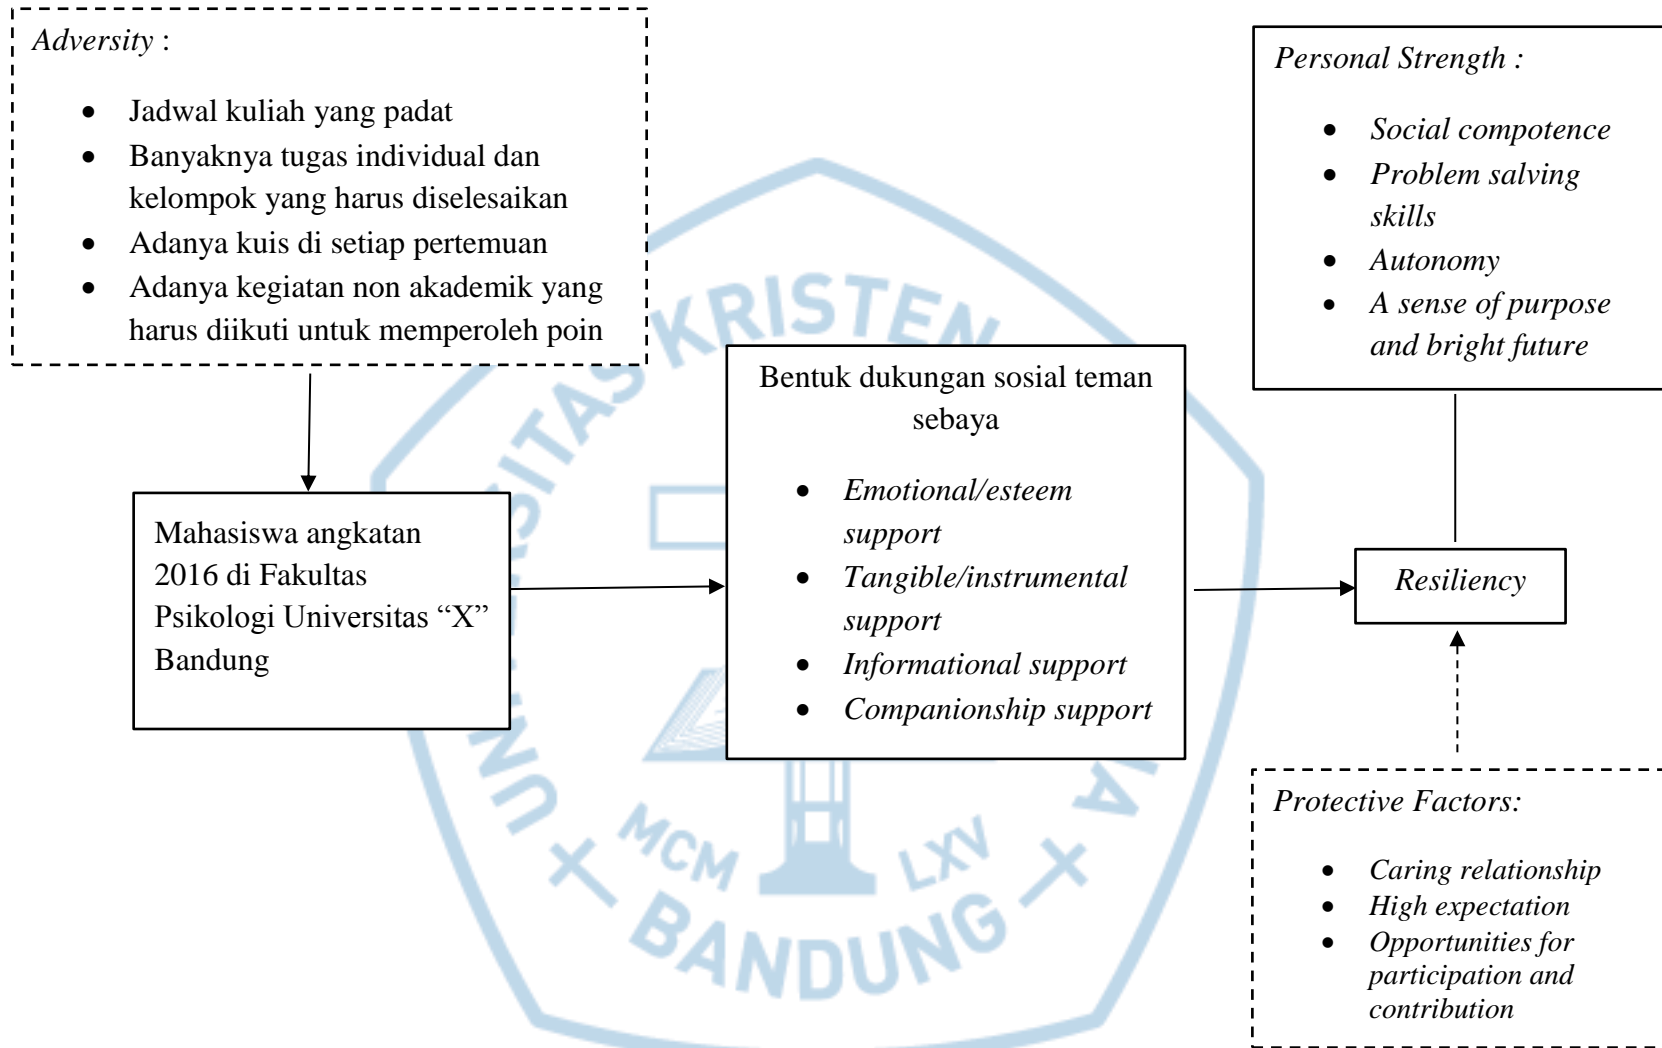 Adversity :
• Jadwal kuliah yang padat
• Banyaknya tugas individual dan
kelompok yang harus diselesaikan
• Adanya kuis di setiap pertemuan
• Adanya kegiatan non akademik yang
harus diikuti untuk memperoleh poin
Mahasiswa angkatan
2016 di Fakultas
Psikologi Universitas “X”
Bandung
Bentuk dukungan sosial teman
sebaya
• Emotional/esteem
support
• Tangible/instrumental
support
• Informational support
• Companionship support
Personal Strength :
• Social compotence
• Problem salving
skills
• Autonomy
• A sense of purpose
and bright future
Resiliency
Protective Factors:
• Caring relationship
• High expectation
• Opportunities for
participation and
contribution
KRISTEN
MCM
LXV
BANDUNG